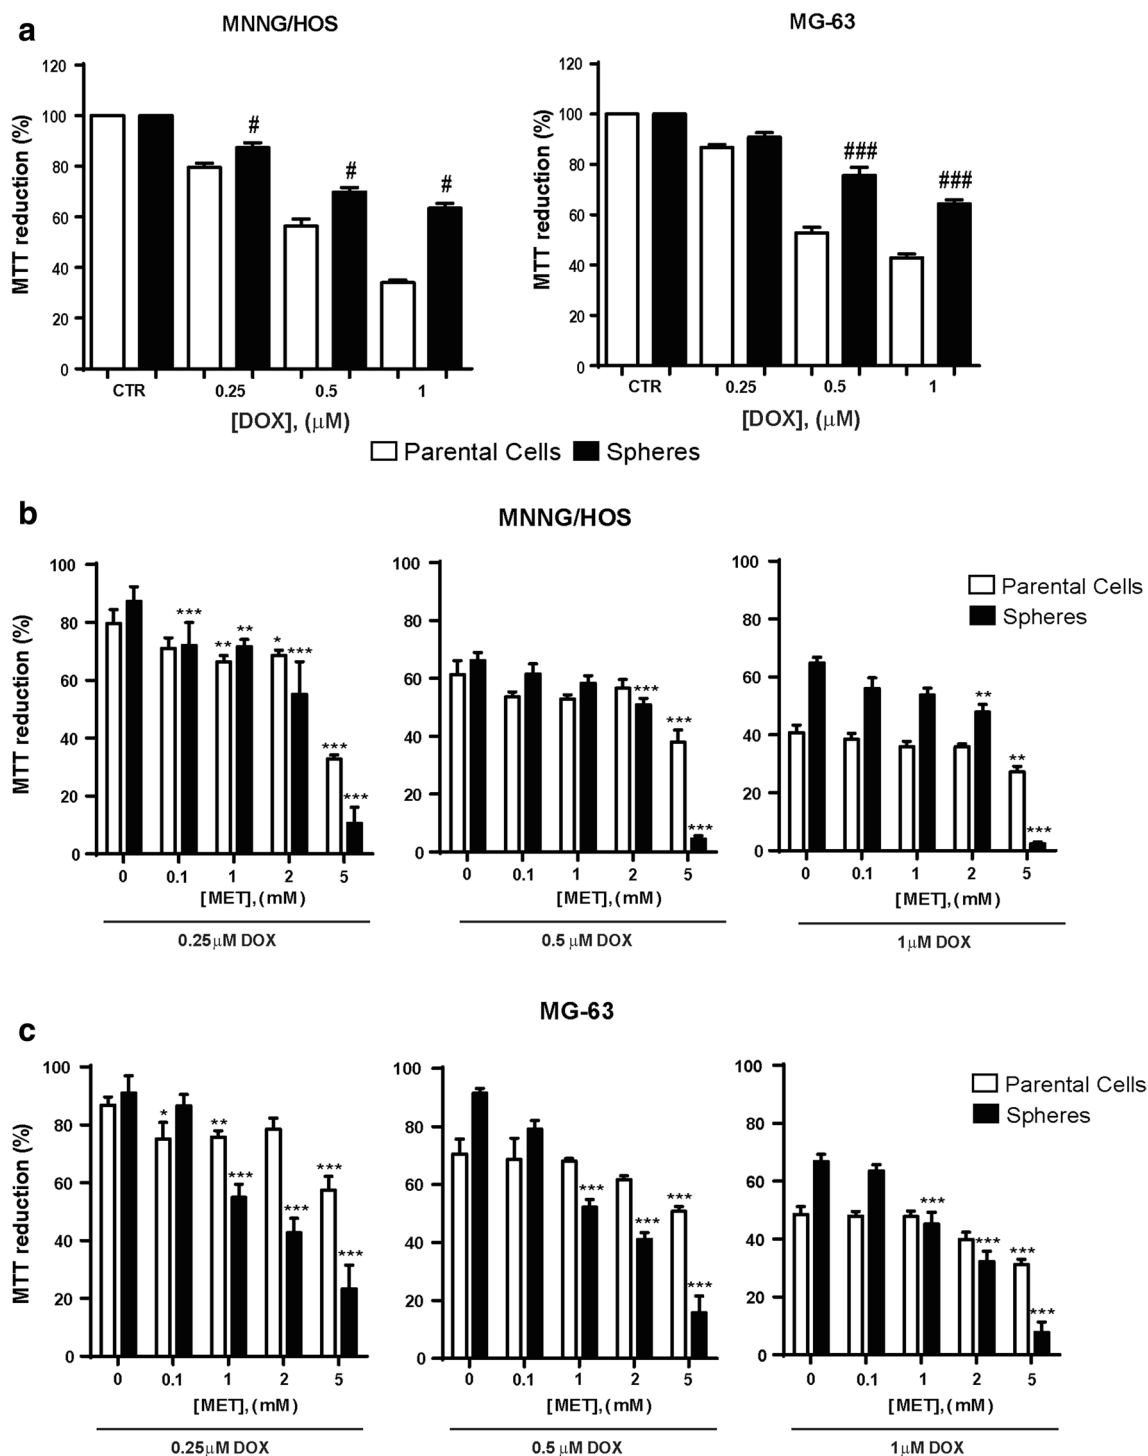 a
MNNG/HOS
MG-63
MTT reduction (%)
120
100
80
60
40
20
0
# # #
CTR 0.25 0.5 1
[DOX], (μM)
MTT reduction (%)
120
100
80
60
40
20
0
### ###
CTR 0.25 0.5 1
[DOX], (μM)
Parental Cells Spheres
b
MNNG/HOS
MTT reduction (%)
100
80
60
40
20
0
*** ** ** * *** *** ***
0 0.1 1 2 5
[MET],(mM)
0.25μM DOX
100
80
60
40
20
0
*** *** ***
0 0.1 1 2 5
[MET],(mM)
0.5 μM DOX
100
80
60
40
20
0
** ** ***
0 0.1 1 2 5
[MET],(mM)
1μM DOX
Parental Cells
Spheres
c
MG-63
MTT reduction (%)
100
80
60
40
20
0
* ** *** *** *** ***
0 0.1 1 2 5
[MET],(mM)
0.25μM DOX
100
80
60
40
20
0
*** *** *** ***
0 0.1 1 2 5
[MET],(mM)
0.5 μM DOX
100
80
60
40
20
0
*** *** *** ***
0 0.1 1 2 5
[MET],(mM)
1μM DOX
Parental Cells
Spheres